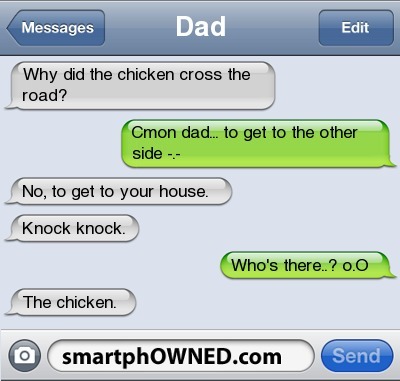 Messages
Dad
Edit
Why did the chicken cross the
road?
Cmon dad... to get to the other
side -.-
No, to get to your house.
Knock knock.
Who's there..? o.O
The chicken.
smartphOWNED.com
Send